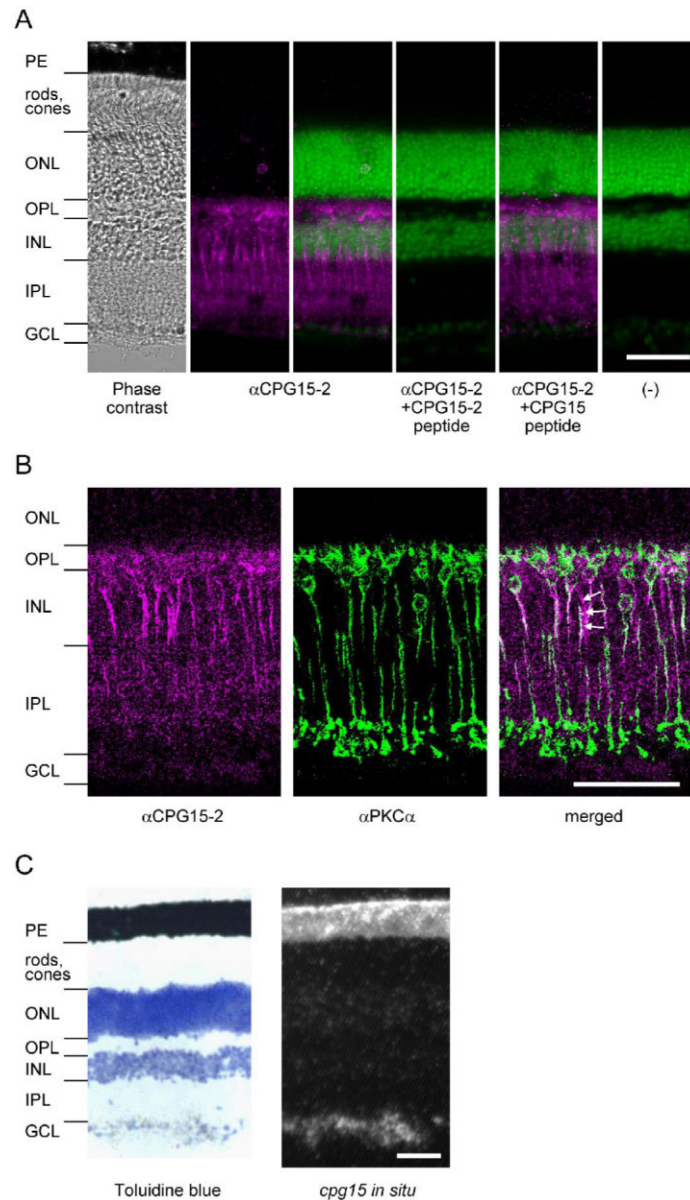 A
PE
rods,
cones
ONL
OPL
INL
IPL
GCL
Phase
contrast
αCPG15-2
αCPG15-2
+CPG15-2
peptide
αCPG15-2
+CPG15
peptide
(-)
B
ONL
OPL
INL
IPL
GCL
αCPG15-2
αPKCα
merged
C
PE
rods,
cones
ONL
OPL
INL
IPL
GCL
Toluidine blue
cpg15 in situ